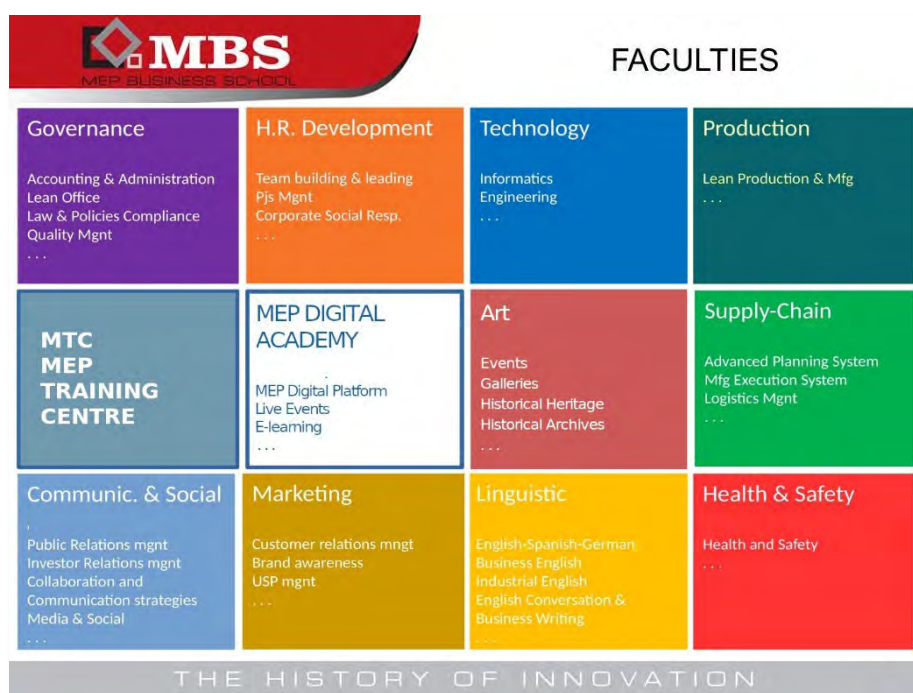 MBS
MEP BUSINESS SCHOOL
FACULTIES
Governance
Accounting & Administration
Lean Office
Law & Policies Compliance
Quality Mgnt
. . .
H.R. Development
Team building & leading
Pjs Mgnt
Corporate Social Resp.
. . .
Technology
Informatics
Engineering
. . .
Production
Lean Production & Mfg
. . .
MTC
MEP
TRAINING
CENTRE
MEP DIGITAL
ACADEMY
.
MEP Digital Platform
Live Events
E-learning
. . .
Art
Events
Galleries
Historical Heritage
Historical Archives
. . .
Supply-Chain
Advanced Planning System
Mfg Execution System
Logistics Mgnt
. . .
Communic. & Social
.
Public Relations mgnt
Investor Relations mgnt
Collaboration and
Communication strategies
Media & Social
. . .
Marketing
Customer relations mngt
Brand awareness
USP mgnt
. . .
Linguistic
English-Spanish-German
Business English
Industrial English
English Conversation &
Business Writing
. . .
Health & Safety
Health and Safety
. . .
THE HISTORY OF INNOVATION